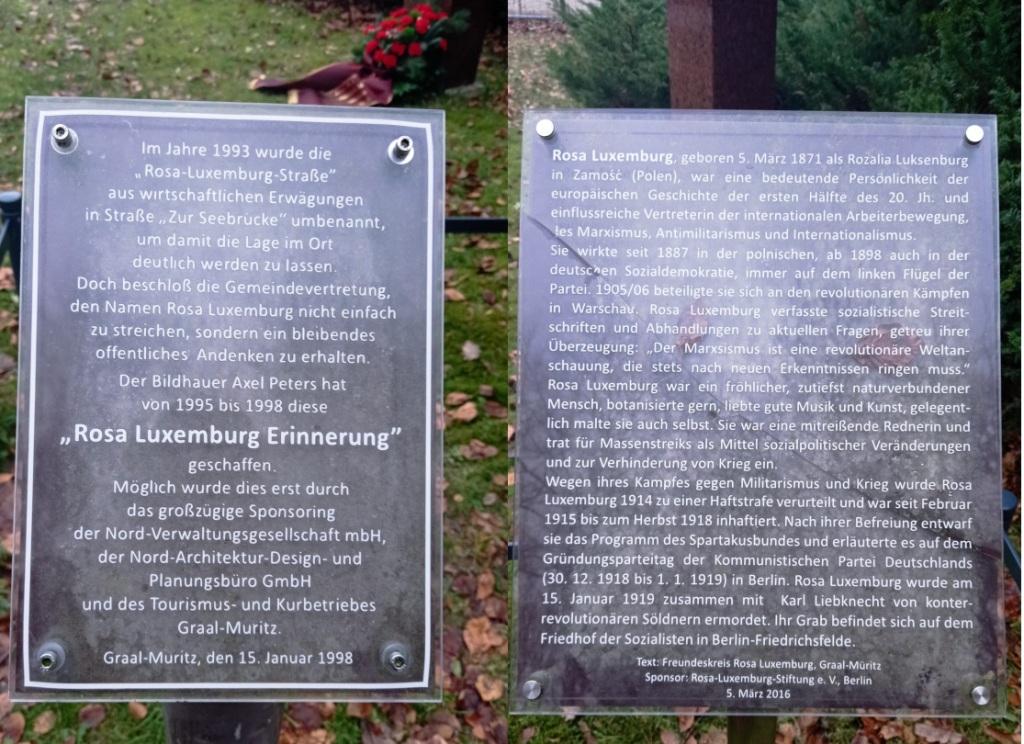 Im Jahre 1993 wurde die
„Rosa-Luxemburg-Straße"
aus wirtschaftlichen Erwägungen
in Straße „Zur Seebrücke" umbenannt,
um damit die Lage im Ort
deutlich werden zu lassen.
Doch beschloß die Gemeindevertretung,
den Namen Rosa Luxemburg nicht einfach
zu streichen, sondern ein bleibendes
öffentliches Andenken zu erhalten.
Der Bildhauer Axel Peters hat
von 1995 bis 1998 diese
„Rosa Luxemburg Erinnerung"
geschaffen.
Möglich wurde dies erst durch
das großzügige Sponsoring
der Nord-Verwaltungsgesellschaft mbH,
der Nord-Architektur-Design- und
Planungsbüro GmbH
und des Tourismus- und Kurbetriebes
Graal-Müritz.
Graal-Müritz, den 15. Januar 1998
Rosa Luxemburg, geboren 5. März 1871 als Rozalia Luksenburg
in Zamość (Polen), war eine bedeutende Persönlichkeit der
europäischen Geschichte der ersten Hälfte des 20. Jh. und
einflussreiche Vertreterin der internationalen Arbeiterbewegung,
des Marxismus, Antimilitarismus und Internationalismus.
Sie wirkte seit 1887 in der polnischen, ab 1898 auch in der
deutschen Sozialdemokratie, immer auf dem linken Flügel der
Partei. 1905/06 beteiligte sie sich an den revolutionären Kämpfen
in Warschau. Rosa Luxemburg verfasste sozialistische Streit-
schriften und Abhandlungen zu aktuellen Fragen, getreu ihrer
Überzeugung: „Der Marxsismus ist eine revolutionäre Weltan-
schauung, die stets nach neuen Erkenntnissen ringen muss."
Rosa Luxemburg war ein fröhlicher, zutiefst naturverbundener
Mensch, botanisierte gern, liebte gute Musik und Kunst, gelegent-
lich malte sie auch selbst. Sie war eine mitreißende Rednerin und
trat für Massenstreiks als Mittel sozialpolitischer Veränderungen
und zur Verhinderung von Krieg ein.
Wegen ihres Kampfes gegen Militarismus und Krieg wurde Rosa
Luxemburg 1914 zu einer Haftstrafe verurteilt und war seit Februar
1915 bis zum Herbst 1918 inhaftiert. Nach ihrer Befreiung entwarf
sie das Programm des Spartakusbundes und erläuterte es auf dem
Gründungsparteitag der Kommunistischen Partei Deutschlands
(30. 12. 1918 bis 1. 1. 1919) in Berlin. Rosa Luxemburg wurde am
15. Januar 1919 zusammen mit Karl Liebknecht von konter-
revolutionären Söldnern ermordet. Ihr Grab befindet sich auf dem
Friedhof der Sozialisten in Berlin-Friedrichsfelde.
Text: Freundeskreis Rosa Luxemburg, Graal-Müritz
Sponsor: Rosa-Luxemburg-Stiftung e. V., Berlin
5. März 2016